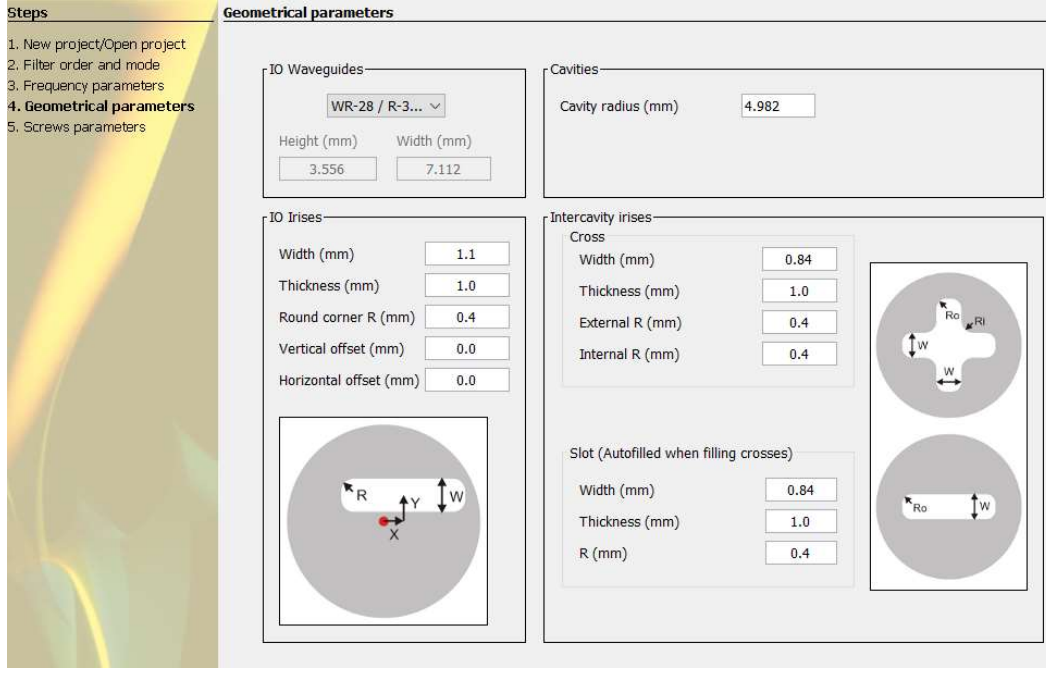 Steps
1. New project/Open project
2. Filter order and mode
3. Frequency parameters
4. Geometrical parameters
5. Screws parameters
Geometrical parameters
IO Waveguides
WR-28 / R-3...
Height (mm) Width (mm)
3.556 7.112
Cavities
Cavity radius (mm) 4.982
IO Irises
Width (mm) 1.1
Thickness (mm) 1.0
Round corner R (mm) 0.4
Vertical offset (mm) 0.0
Horizontal offset (mm) 0.0
R Y W
X
Intercavity irises
Cross
Width (mm) 0.84
Thickness (mm) 1.0
External R (mm) 0.4
Internal R (mm) 0.4
Ro Ri
W
W
Slot (Autofilled when filling crosses)
Width (mm) 0.84
Thickness (mm) 1.0
R (mm) 0.4
Ro W